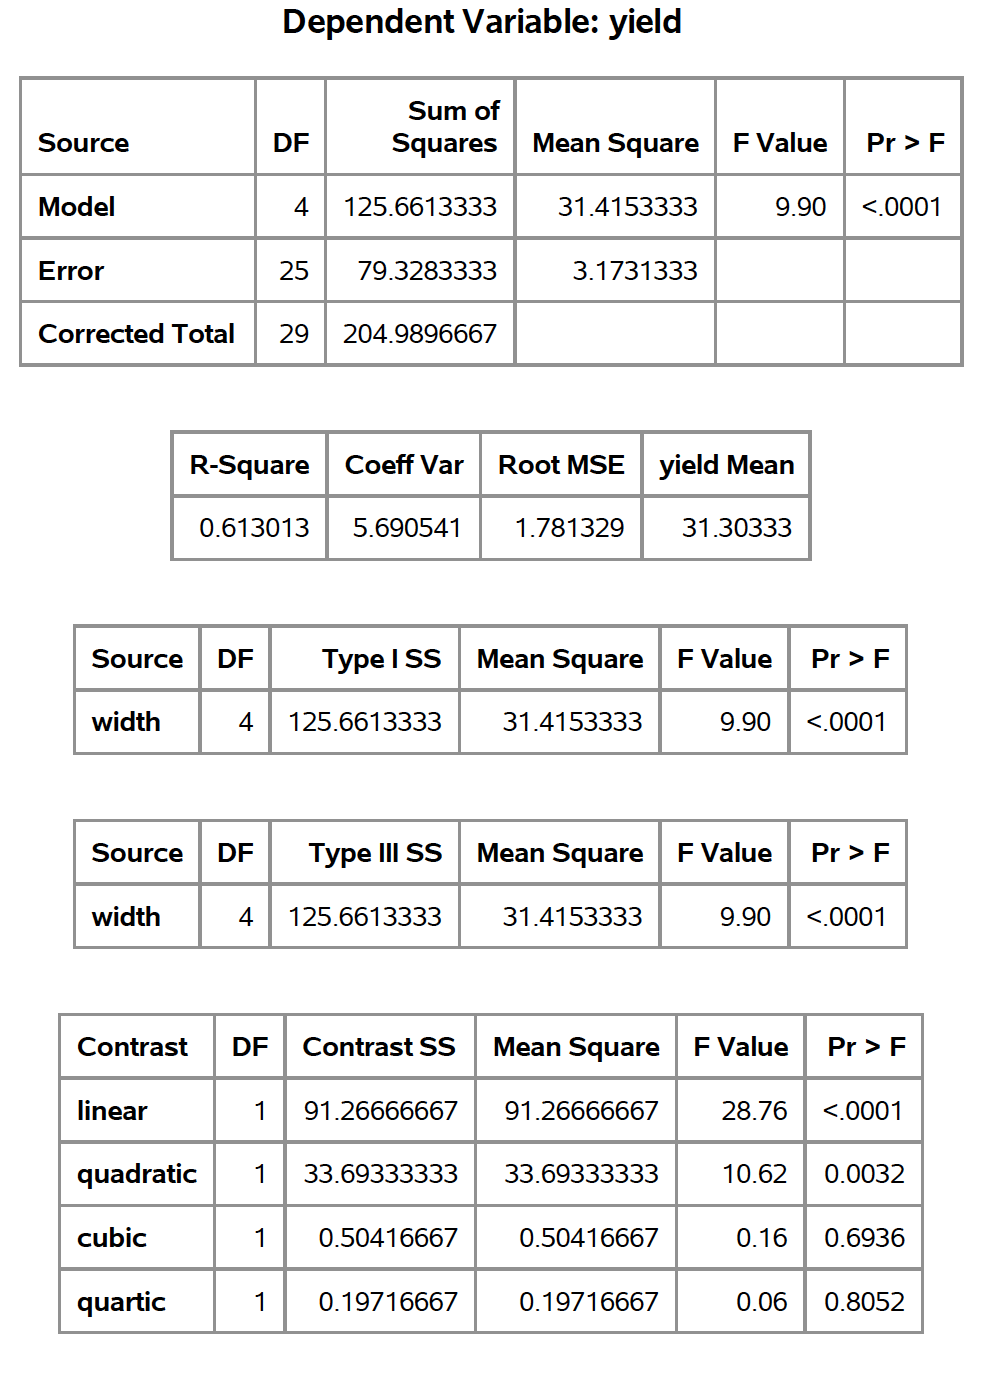 Dependent Variable: yield
Source DF Sum of Squares Mean Square F Value Pr > F
Model 4 125.6613333 31.4153333 9.90 <.0001
Error 25 79.3283333 3.1731333
Corrected Total 29 204.9896667
R-Square Coeff Var Root MSE yield Mean
0.613013 5.690541 1.781329 31.30333
Source DF Type I SS Mean Square F Value Pr > F
width 4 125.6613333 31.4153333 9.90 <.0001
Source DF Type III SS Mean Square F Value Pr > F
width 4 125.6613333 31.4153333 9.90 <.0001
Contrast DF Contrast SS Mean Square F Value Pr > F
linear 1 91.26666667 91.26666667 28.76 <.0001
quadratic 1 33.69333333 33.69333333 10.62 0.0032
cubic 1 0.50416667 0.50416667 0.16 0.6936
quartic 1 0.19716667 0.19716667 0.06 0.8052